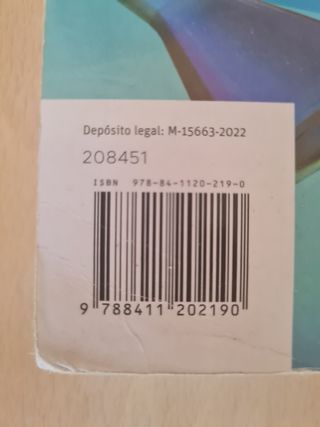 Depósito legal: M-15663-2022
208451
ISBN 978-84-1120-219-0
9 788411 202190